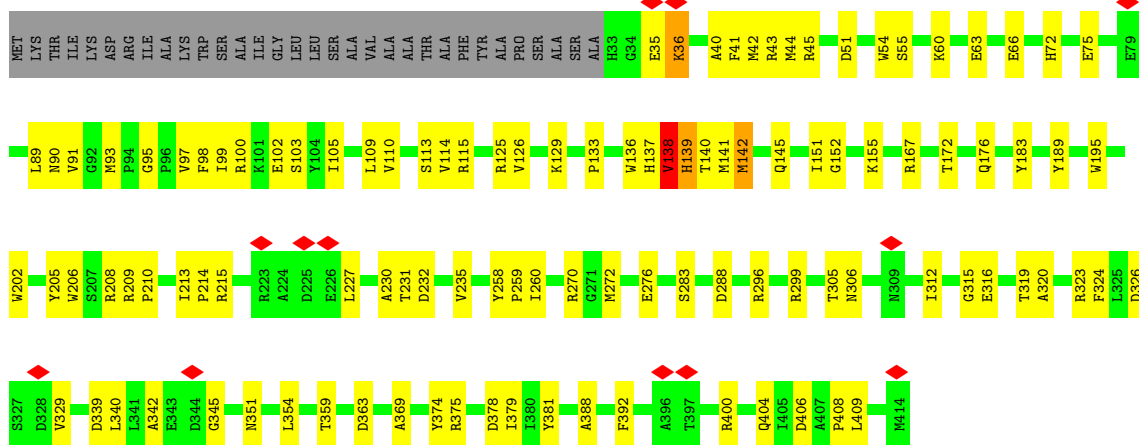 MET LYS THR ILE LYS ASP ARG ILE ALA LYS TRP SER ALA ILE GLY LEU LEU SER ALA VAL ALA ALA THR ALA PHE TYR ALA PRO SER ALA SER ALA H33 G34 E35 K36 A40 F41 M42 R43 M44 R45 D51 W54 S55 K60 E63 E66 H72 E75 E79
L89 N90 V91 G92 M93 P94 G95 P96 V97 F98 I99 R100 K101 E102 S103 Y104 I105 L109 V110 S113 V114 R115 R125 V126 K129 P133 W136 H137 V138 H139 T140 M141 M142 Q145 I151 G152 K155 R167 T172 Q176 Y183 Y189 W195
W202 Y205 W206 S207 R208 R209 P210 I213 P214 R215 R223 A224 D225 E226 L227 A230 T231 D232 V235 Y258 P259 I260 R270 G271 M272 E276 S283 D288 R296 R299 T305 N306 N309 I312 G315 E316 T319 A320 R323 F324 L325 D326
S327 D328 V329 D339 L340 L341 A342 E343 D344 G345 N351 L354 T359 D363 A369 Y374 R375 D378 I379 I380 Y381 A388 F392 A396 T397 R400 Q404 I405 D406 A407 P408 L409 M414